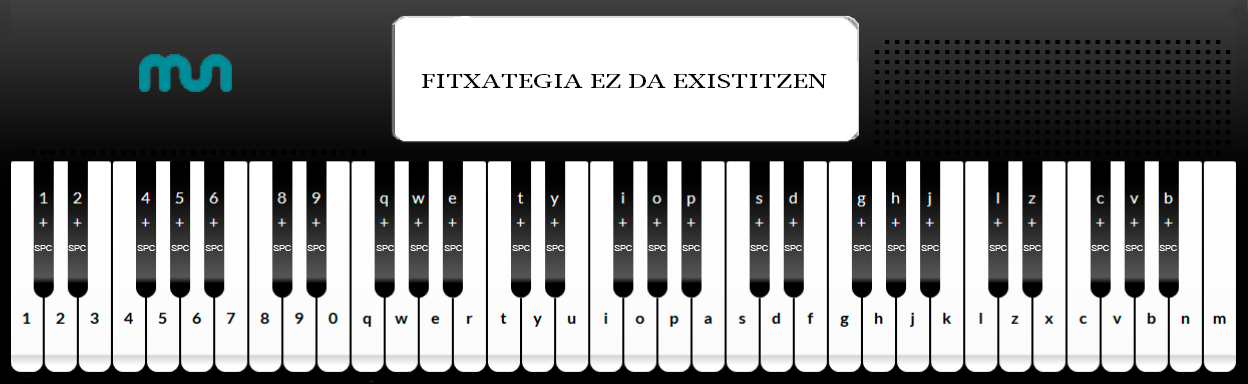 mun
FITXATEGIA EZ DA EXISTITZEN
1 2 4 5 6 8 9 q w e t y i o p s d g h j l z c v b
+ + + + + + + + + + + + + + + + + + + + + + + + +
SPC SPC SPC SPC SPC SPC SPC SPC SPC SPC SPC SPC SPC SPC SPC SPC SPC SPC SPC SPC SPC SPC SPC SPC SPC
1 2 3 4 5 6 7 8 9 0 q w e r t y u i o p a s d f g h j k l z x c v b n m